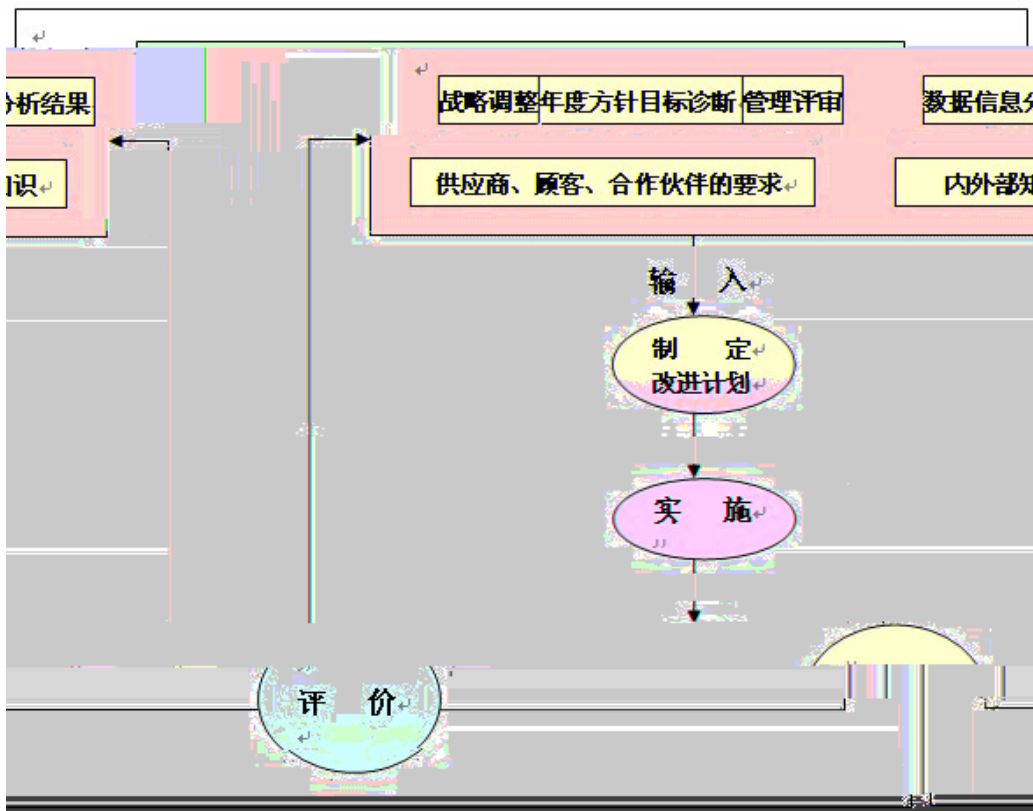 分析结果
战略调整 年度方针目标诊断 管理评审
数据信息分
识
供应商、顾客、合作伙伴的要求
内外部知
输 入
制 定
改进计划
实 施
评 价